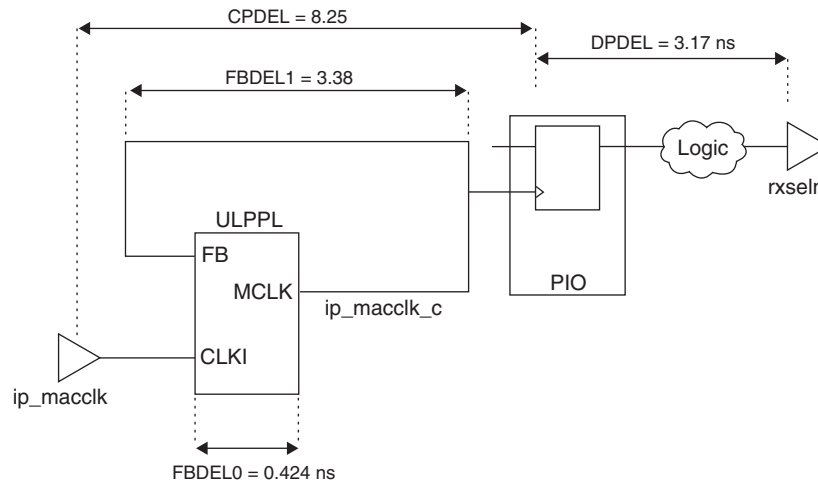 CPDEL = 8.25
DPDEL = 3.17 ns
FBDEL1 = 3.38
Logic
rxseln
ULPPL
FB
MCLK
PIO
ip_macclk_c
CLKI
ip_macclk
FBDEL0 = 0.424 ns